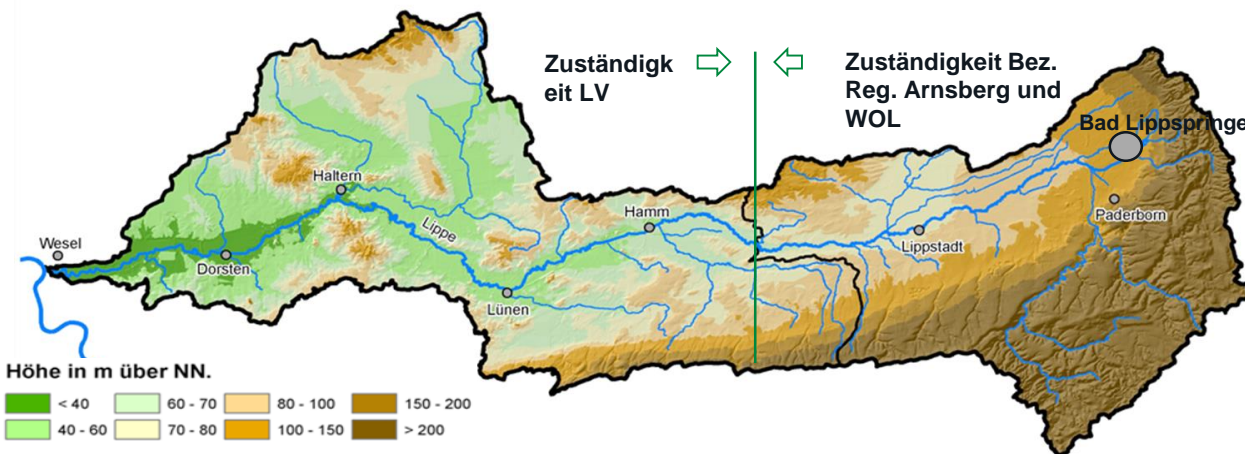 Zuständigk
eit LV
Zuständigkeit Bez.
Reg. Arnsberg und
WOL
Bad Lippspringe
Haltern
Wesel
Dorsten
Lippe
Lünen
Hamm
Lippstadt
Paderborn
Höhe in m über NN.
< 40
60 - 70
80 - 100
150 - 200
40 - 60
70 - 80
100 - 150
> 200